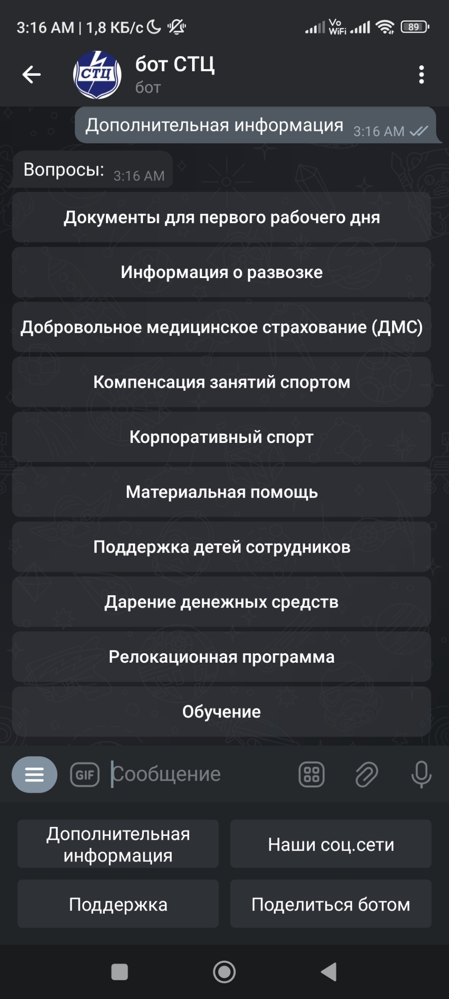 3:16 AM | 1,8 КБ/с
Vo
WiFi
89
СТЦ
бот СТЦ
бот
Дополнительная информация 3:16 AM
Вопросы: 3:16 AM
Документы для первого рабочего дня
Информация о развозке
Добровольное медицинское страхование (ДМС)
Компенсация занятий спортом
Корпоративный спорт
Материальная помощь
Поддержка детей сотрудников
Дарение денежных средств
Релокационная программа
Обучение
GIF
Сообщение
Дополнительная
информация
Наши соц.сети
Поддержка
Поделиться ботом